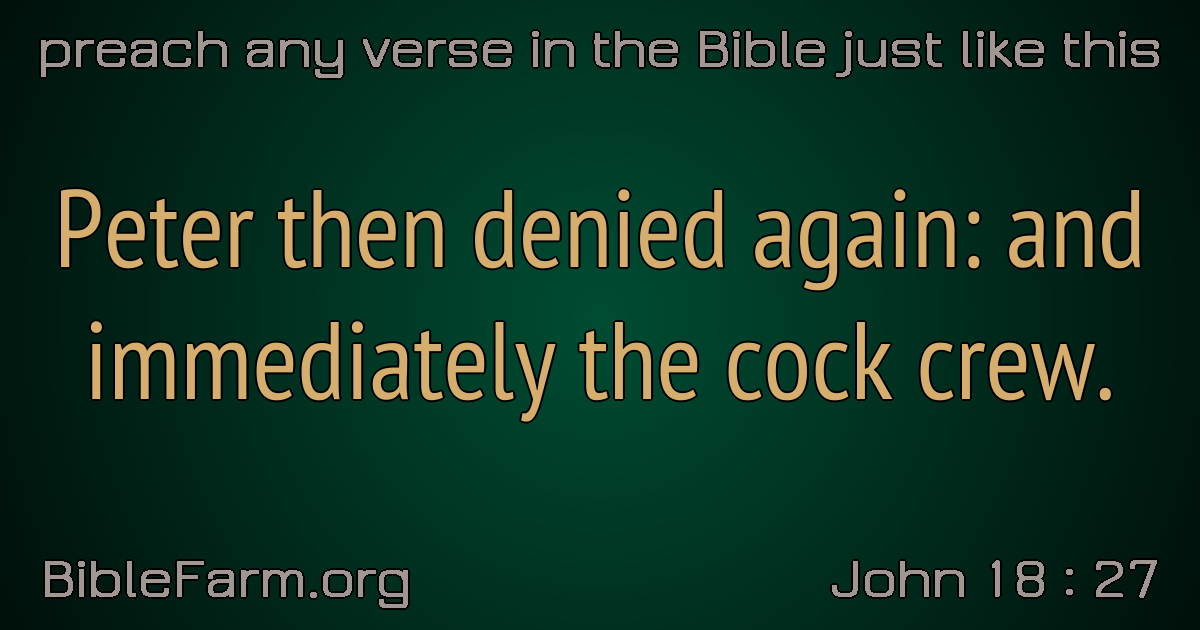 preach any verse in the Bible just like this
Peter then denied again: and
immediately the cock crew.
BibleFarm.org
John 18 : 27